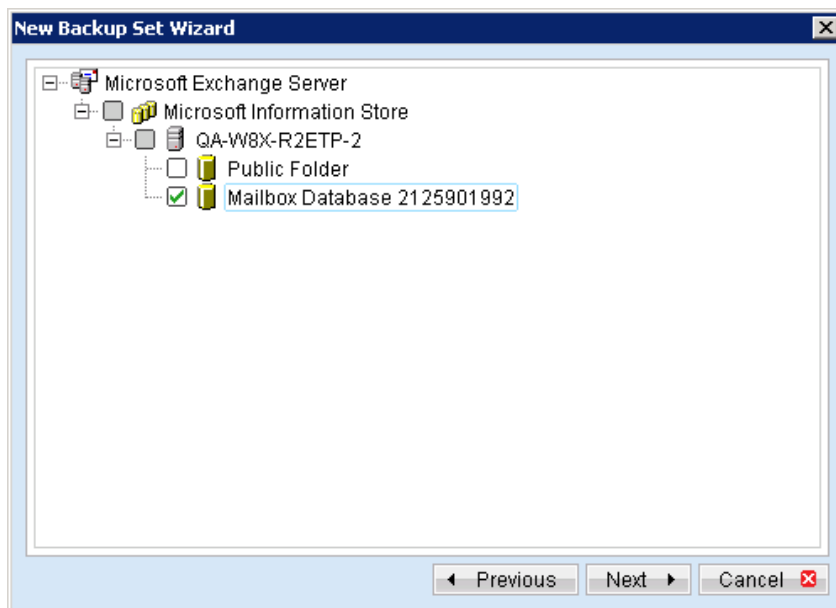 New Backup Set Wizard
Microsoft Exchange Server
Microsoft Information Store
QA-W8X-R2ETP-2
Public Folder
Mailbox Database 2125901992
Previous Next Cancel